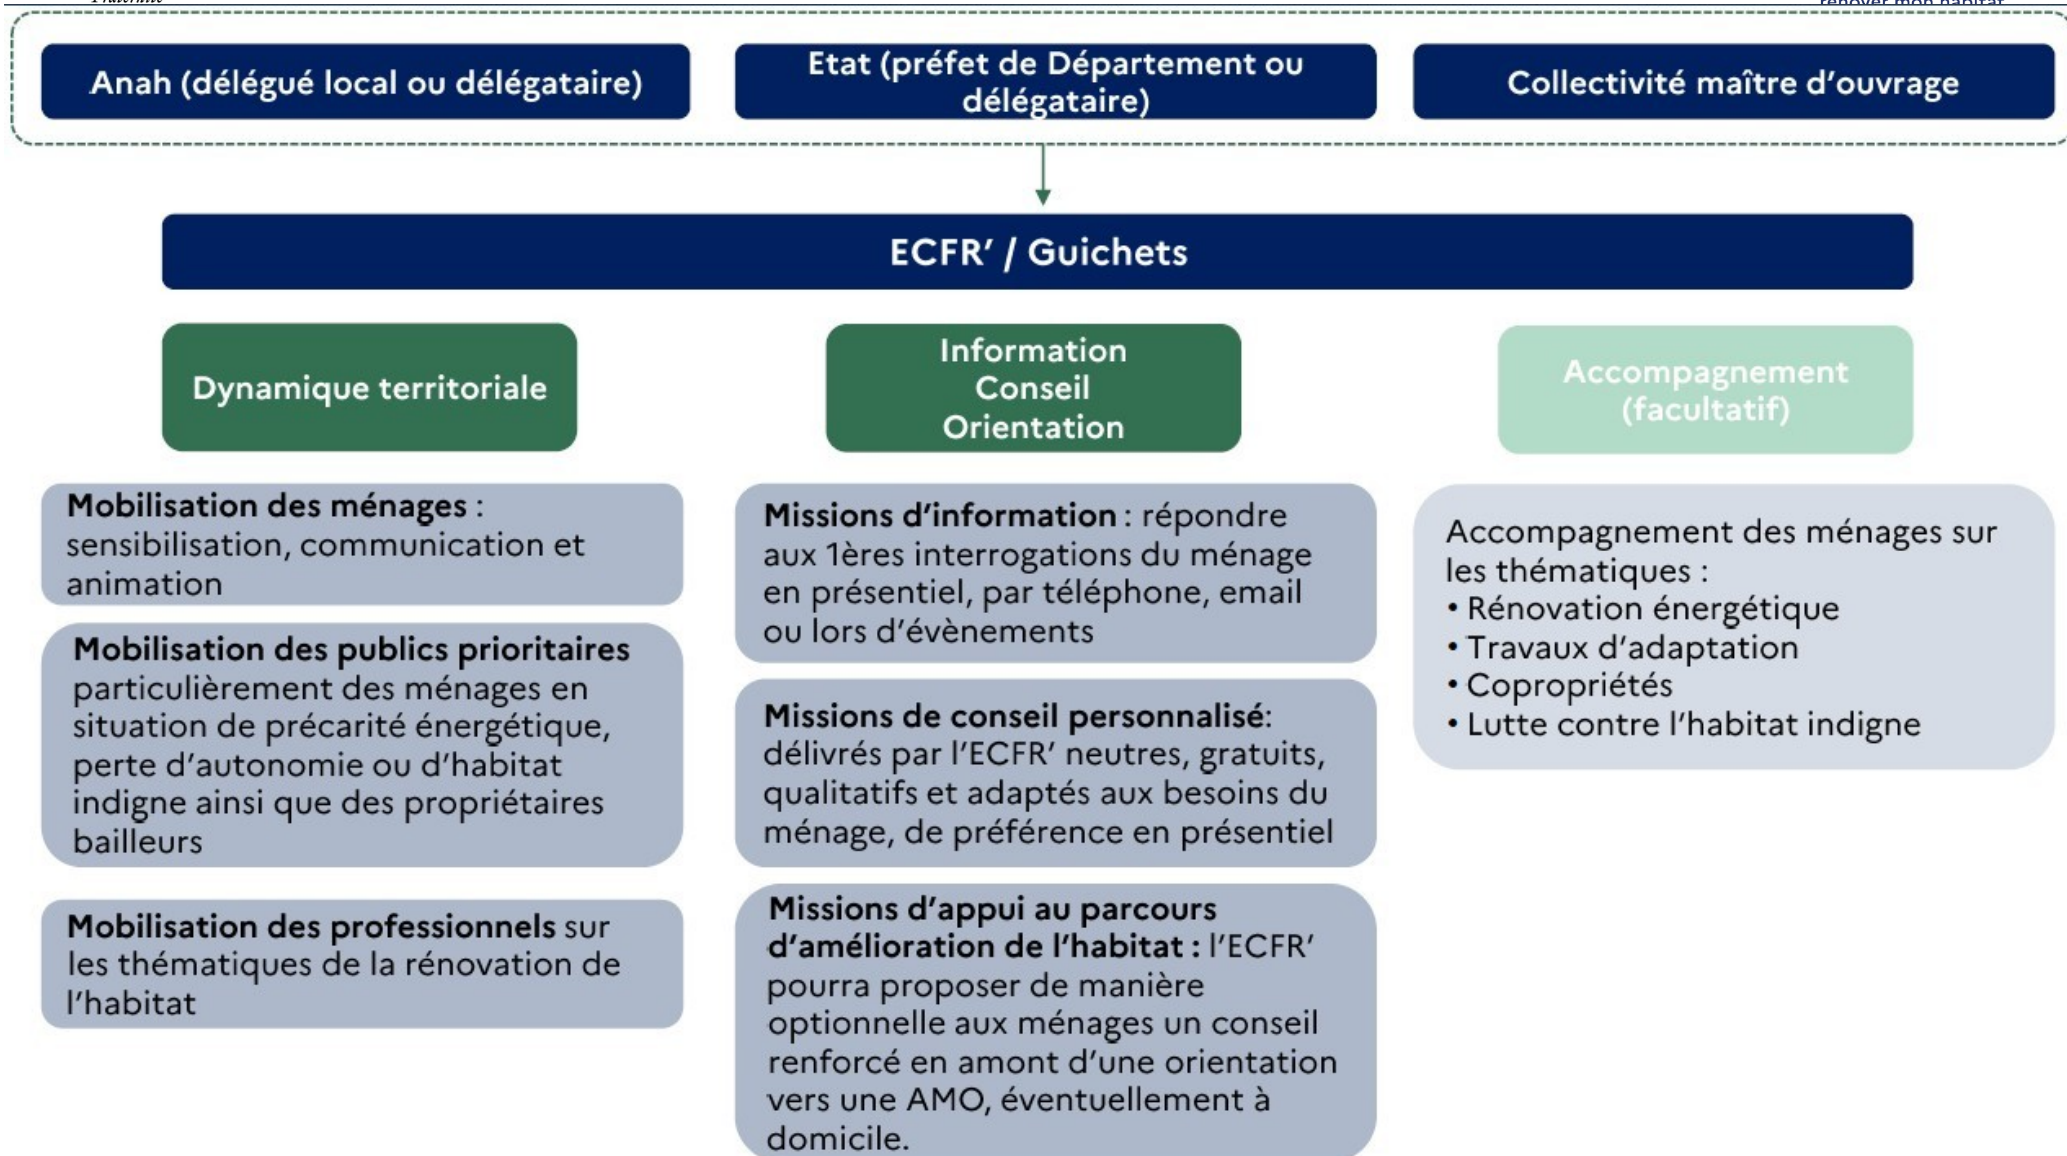 Fraternité
rénover mon habitat
Anah (délégué local ou délégataire)
Etat (préfet de Département ou
délégataire)
Collectivité maître d’ouvrage
ECFR’ / Guichets
Dynamique territoriale
Mobilisation des ménages :
sensibilisation, communication et
animation
Mobilisation des publics prioritaires
particulièrement des ménages en
situation de précarité énergétique,
perte d’autonomie ou d’habitat
indigne ainsi que des propriétaires
bailleurs
Mobilisation des professionnels sur
les thématiques de la rénovation de
l’habitat
Information
Conseil
Orientation
Missions d’information : répondre
aux 1ères interrogations du ménage
en présentiel, par téléphone, email
ou lors d’évènements
Missions de conseil personnalisé:
délivrés par l’ECFR’ neutres, gratuits,
qualitatifs et adaptés aux besoins du
ménage, de préférence en présentiel
Missions d’appui au parcours
d’amélioration de l’habitat : l’ECFR’
pourra proposer de manière
optionnelle aux ménages un conseil
renforcé en amont d’une orientation
vers une AMO, éventuellement à
domicile.
Accompagnement
(facultatif)
Accompagnement des ménages sur
les thématiques :
• Rénovation énergétique
• Travaux d’adaptation
• Copropriétés
• Lutte contre l’habitat indigne